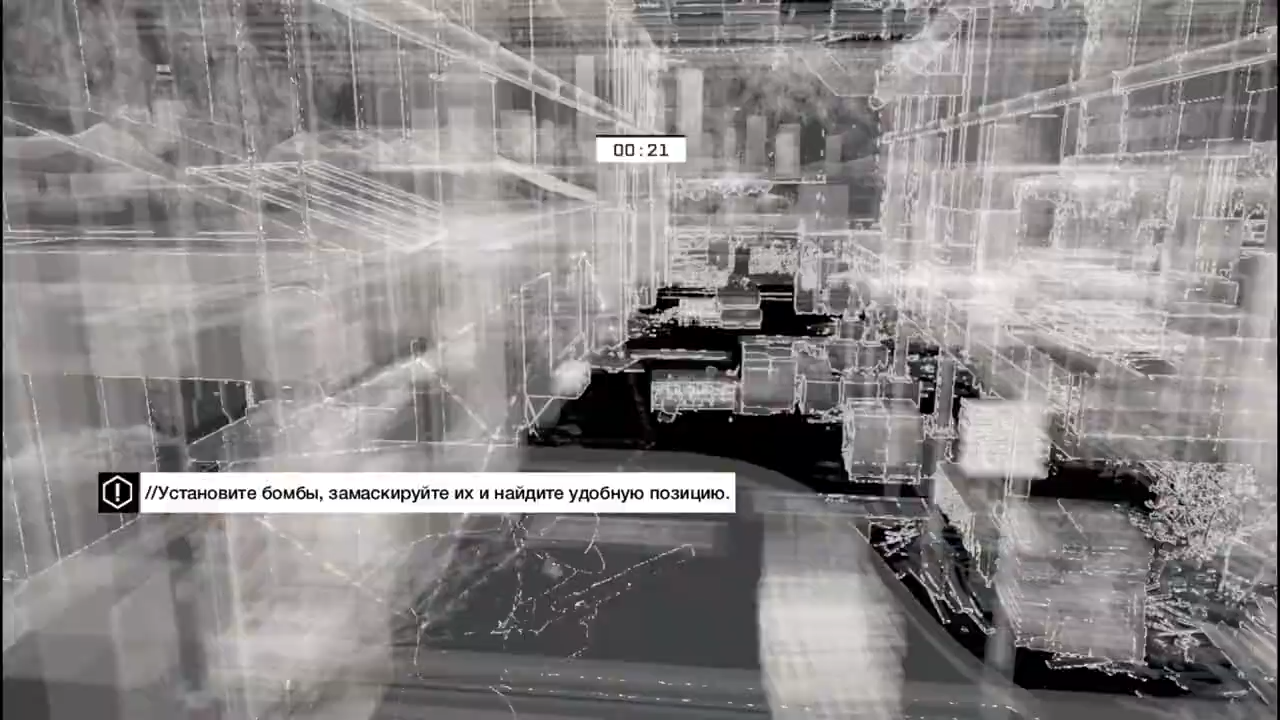 00:21
//Установите бомбы, замаскируйте их и найдите удобную позицию.